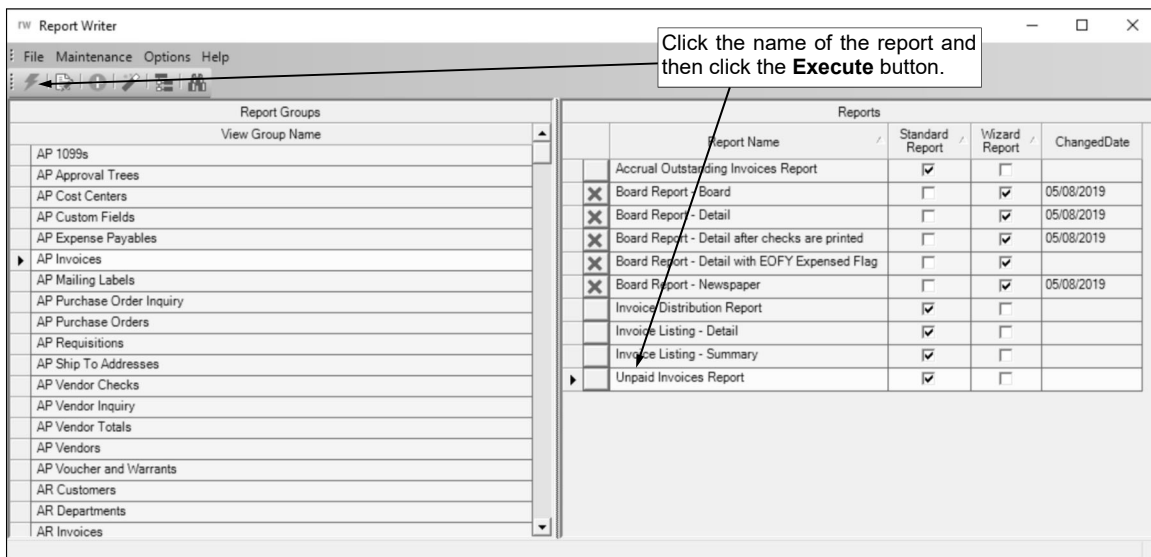 rw Report Writer
File Maintenance Options Help
Click the name of the report and
then click the Execute button.
Report Groups
View Group Name
AP 1099s
AP Approval Trees
AP Cost Centers
AP Custom Fields
AP Expense Payables
AP Invoices
AP Mailing Labels
AP Purchase Order Inquiry
AP Purchase Orders
AP Requisitions
AP Ship To Addresses
AP Vendor Checks
AP Vendor Inquiry
AP Vendor Totals
AP Vendors
AP Voucher and Warrants
AR Customers
AR Departments
AR Invoices
Reports
Report Name Standard Report Wizard Report ChangedDate
Accrual Outstanding Invoices Report
Board Report - Board 05/08/2019
Board Report - Detail 05/08/2019
Board Report - Detail after checks are printed 05/08/2019
Board Report - Detail with EOFY Expensed Flag
Board Report - Newspaper 05/08/2019
Invoice Distribution Report
Invoice Listing - Detail
Invoice Listing - Summary
Unpaid Invoices Report